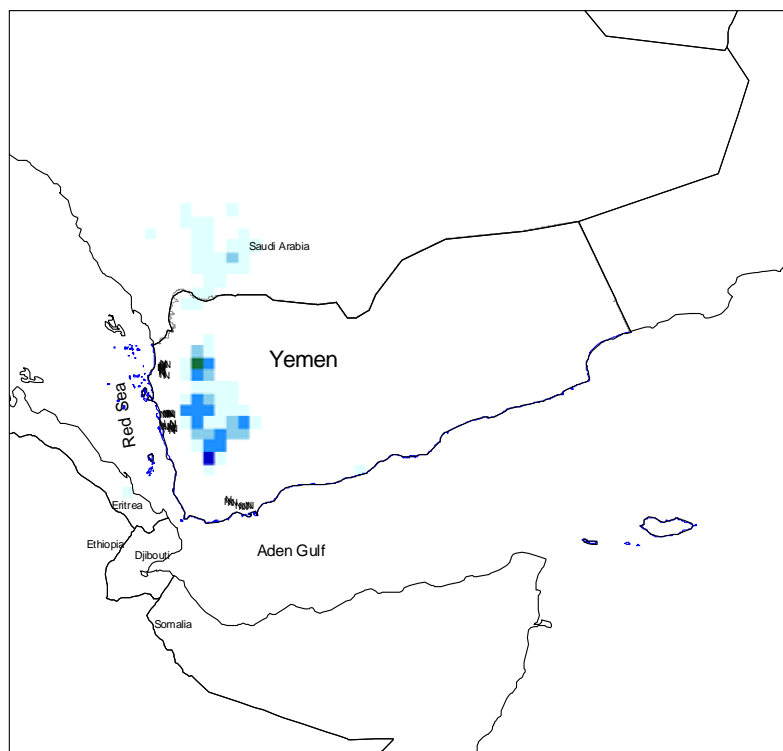 Saudi Arabia
Yemen
Red Sea
Eritrea
Ethiopia
Djibouti
Aden Gulf
Somalia